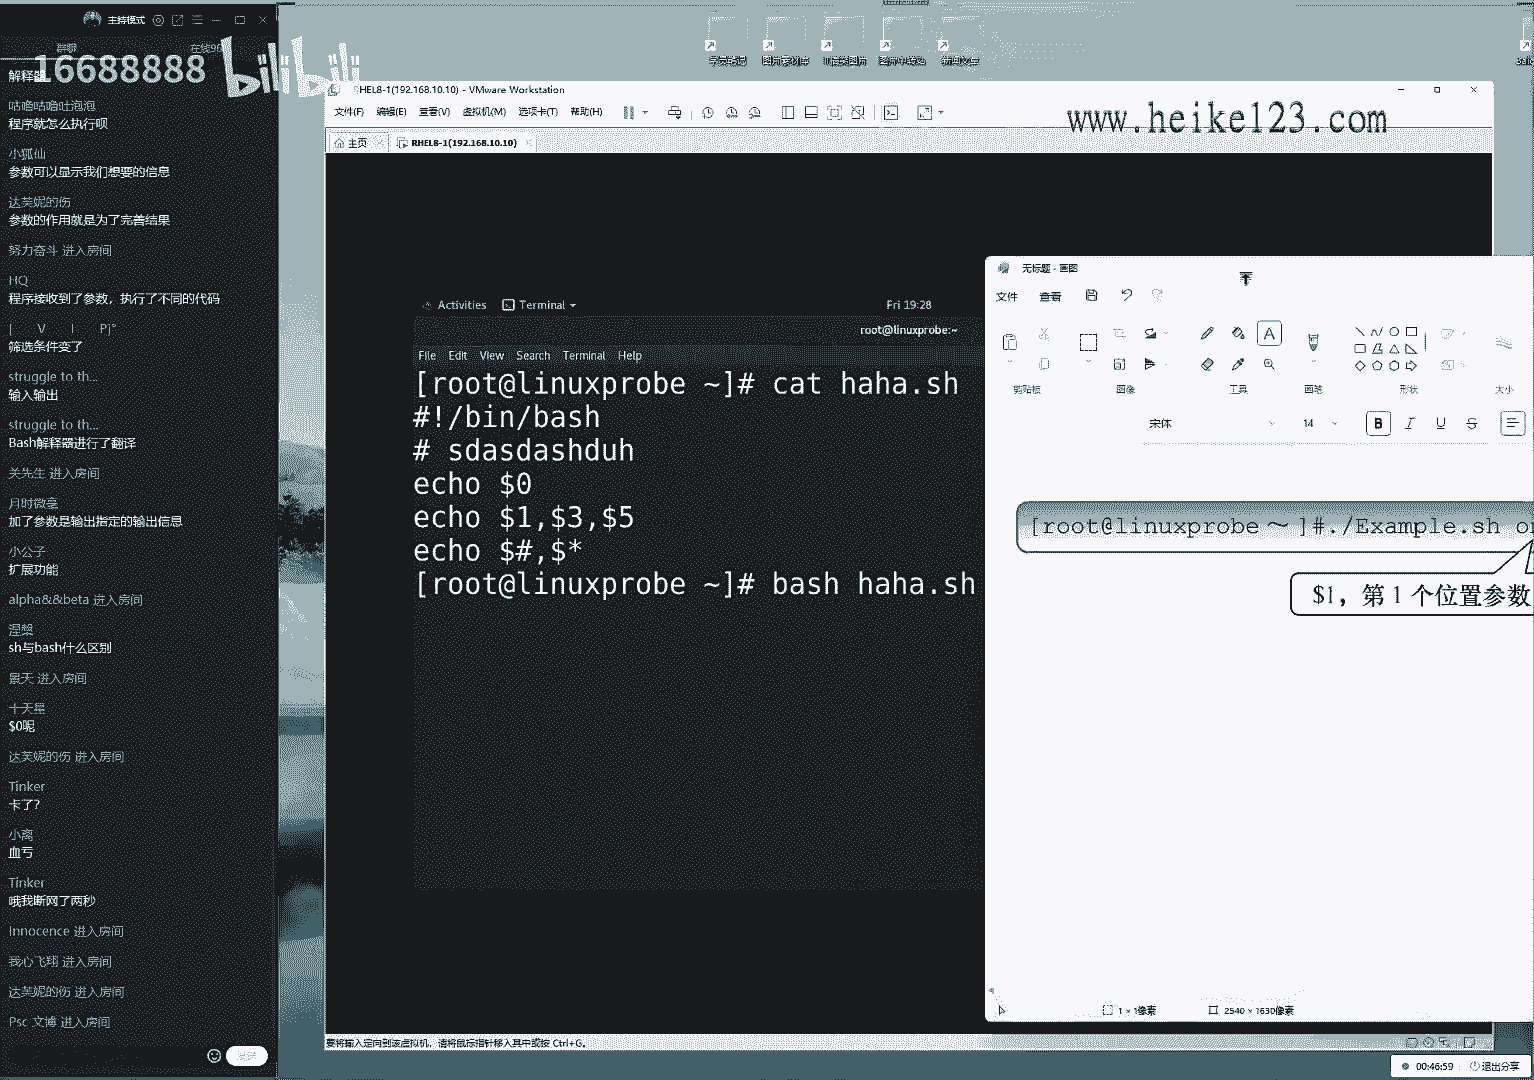 主持模式
群聊
在线96
解释器
16688888
bilibili
咕噜咕噜吐泡泡
程序就怎么执行呗
小狐仙
参数可以显示我们想要的信息
达芙妮的伤
参数的作用就是为了完善结果
努力奋斗 进入房间
HQ
程序接收到了参数，执行了不同的代码
筛选条件变了
struggle to th...
输入输出
struggle to th...
Bash解释器进行了翻译
关先生 进入房间
月时微毫
加了参数是输出指定的输出信息
小公子
扩展功能
alpha&&beta 进入房间
涅槃
sh与bash什么区别
景天 进入房间
十天星
$0呢
达芙妮的伤 进入房间
Tinker
卡了?
小离
血亏
Tinker
哦我断网了两秒
Innocence 进入房间
我心飞翔 进入房间
达芙妮的伤 进入房间
Psc 文博 进入房间
发送
RHEL8-1(192.168.10.10) - VMware Workstation
文件(F) 编辑(E) 查看(V) 虚拟机(M) 选项卡(T) 帮助(H)
www.heike123.com
主页 RHEL8-1(192.168.10.10)
Activities Terminal Fri 19:28
root@linuxprobe:~
File Edit View Search Terminal Help
[root@linuxprobe ~]# cat haha.sh
#!/bin/bash
# sdasdashduh
echo $0
echo $1,$3,$5
echo $#,$*
[root@linuxprobe ~]# bash haha.sh
无标题 - 画图
文件 查看
剪贴板 图像 工具 画笔 形状 大小
宋体 14 B I U S
[root@linuxprobe ～ ]#./Example.sh
$1，第 1 个位置参数
1 × 1像素 2540 × 1630像素
要将输入定向到该虚拟机，请将鼠标指针移入其中或按 Ctrl+G。
00:46:59 退出分享